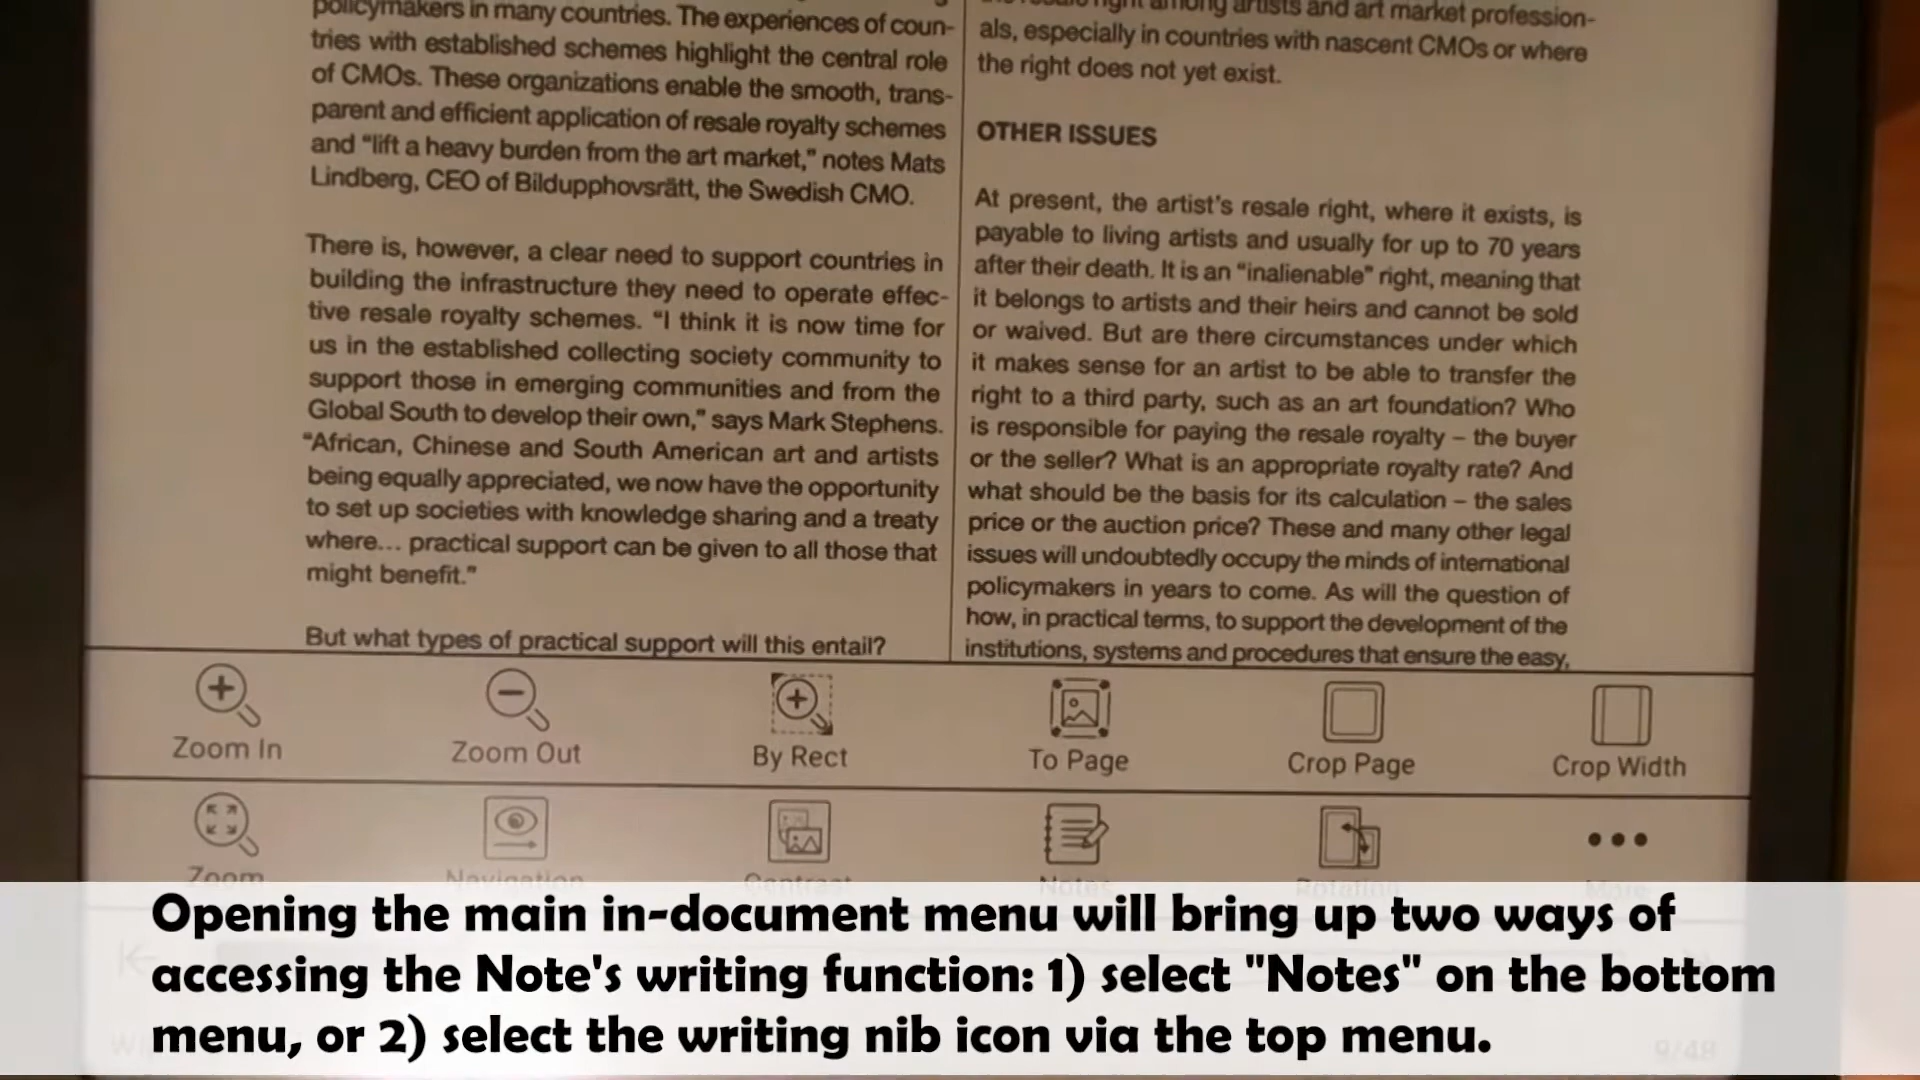 policymakers in many countries. The experiences of coun-
tries with established schemes highlight the central role
of CMOs. These organizations enable the smooth, trans-
parent and efficient application of resale royalty schemes
and “lift a heavy burden from the art market,” notes Mats
Lindberg, CEO of Bildupphovsrätt, the Swedish CMO.
There is, however, a clear need to support countries in
building the infrastructure they need to operate effec-
tive resale royalty schemes. “I think it is now time for
us in the established collecting society community to
support those in emerging communities and from the
Global South to develop their own,” says Mark Stephens.
“African, Chinese and South American art and artists
being equally appreciated, we now have the opportunity
to set up societies with knowledge sharing and a treaty
where... practical support can be given to all those that
might benefit.”
But what types of practical support will this entail?
right among artists and art market profession-
als, especially in countries with nascent CMOs or where
the right does not yet exist.
OTHER ISSUES
At present, the artist’s resale right, where it exists, is
payable to living artists and usually for up to 70 years
after their death. It is an “inalienable” right, meaning that
it belongs to artists and their heirs and cannot be sold
or waived. But are there circumstances under which
it makes sense for an artist to be able to transfer the
right to a third party, such as an art foundation? Who
is responsible for paying the resale royalty – the buyer
or the seller? What is an appropriate royalty rate? And
what should be the basis for its calculation – the sales
price or the auction price? These and many other legal
issues will undoubtedly occupy the minds of international
policymakers in years to come. As will the question of
how, in practical terms, to support the development of the
institutions, systems and procedures that ensure the easy,
Zoom In
Zoom Out
By Rect
To Page
Crop Page
Crop Width
Zoom
Navigation
Contrast
Notes
Rotation
More
Opening the main in-document menu will bring up two ways of
accessing the Note's writing function: 1) select "Notes" on the bottom
menu, or 2) select the writing nib icon via the top menu.
9/48